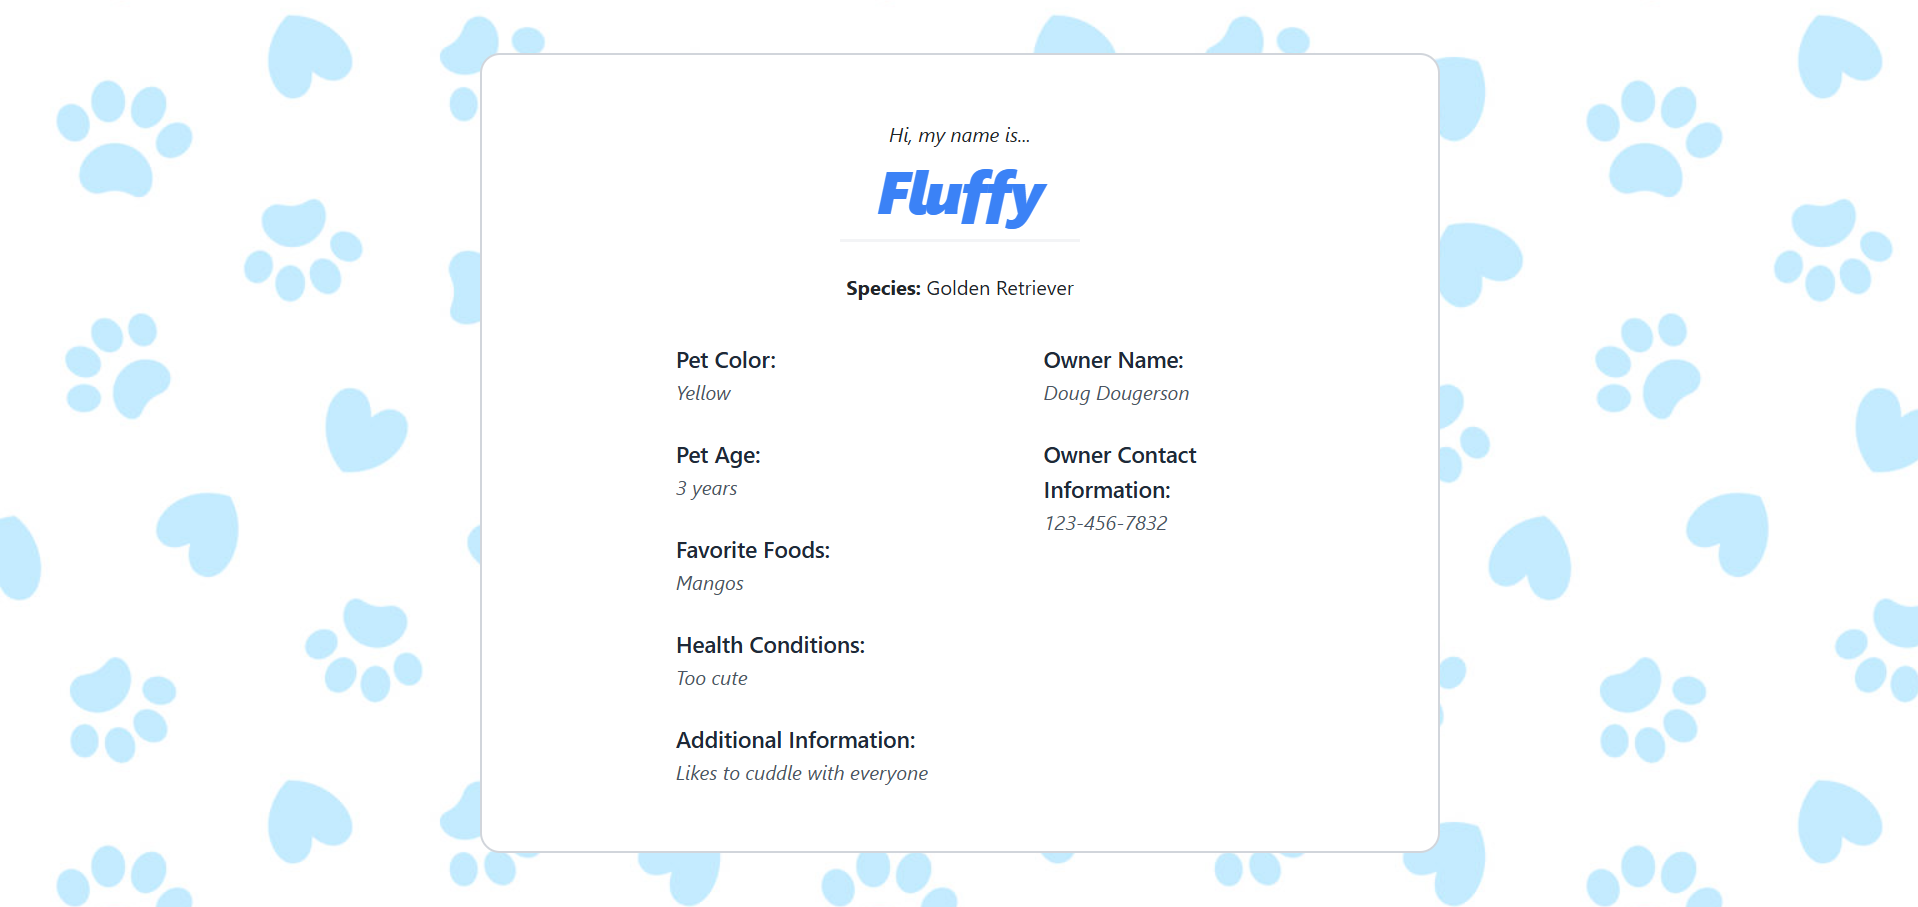 Hi, my name is...
Fluffy
Species: Golden Retriever
Pet Color:
Yellow
Pet Age:
3 years
Favorite Foods:
Mangos
Health Conditions:
Too cute
Additional Information:
Likes to cuddle with everyone
Owner Name:
Doug Dougerson
Owner Contact
Information:
123-456-7832